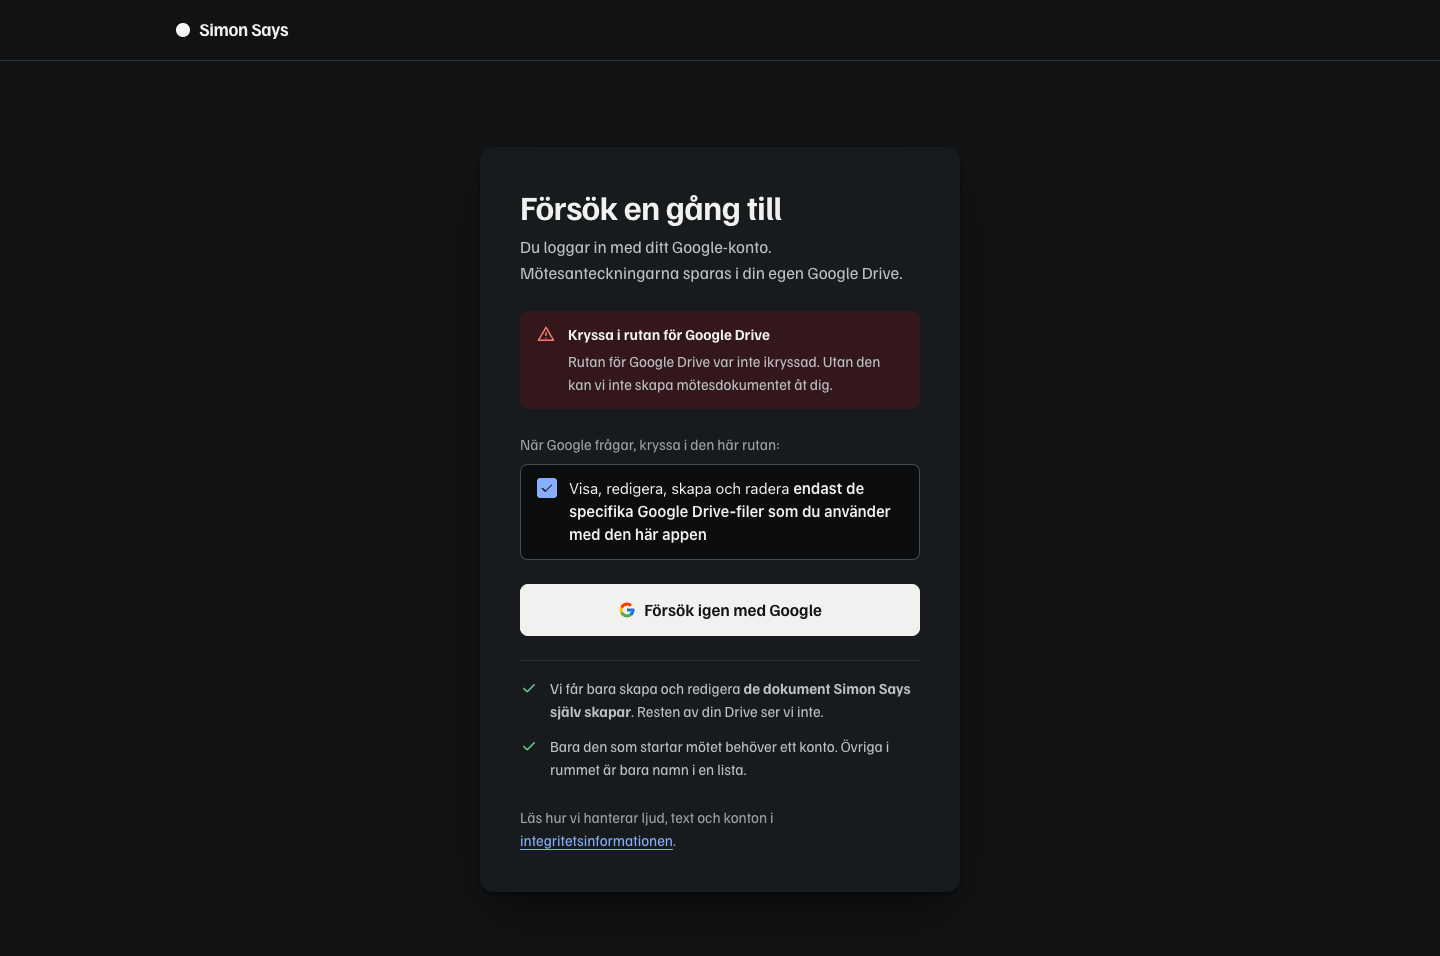 Simon Says
Försök en gång till
Du loggar in med ditt Google-konto.
Mötesanteckningarna sparas i din egen Google Drive.
Kryssa i rutan för Google Drive
Rutan för Google Drive var inte ikryssad. Utan den
kan vi inte skapa mötesdokumentet åt dig.
När Google frågar, kryssa i den här rutan:
Visa, redigera, skapa och radera endast de
specifika Google Drive-filer som du använder
med den här appen
Försök igen med Google
Vi får bara skapa och redigera de dokument Simon Says
själv skapar. Resten av din Drive ser vi inte.
Bara den som startar mötet behöver ett konto. Övriga i
rummet är bara namn i en lista.
Läs hur vi hanterar ljud, text och konton i
integritetsinformationen.